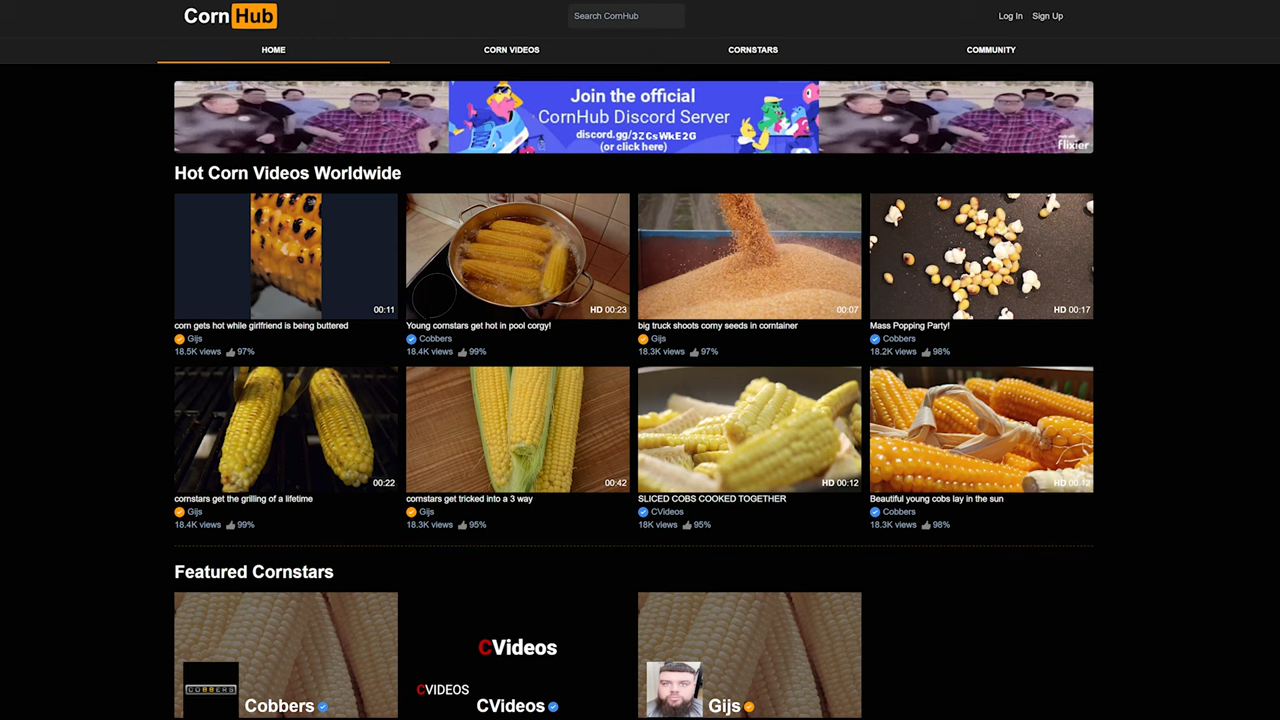 CornHub
Search CornHub
Log In Sign Up
HOME CORN VIDEOS CORNSTARS COMMUNITY
Join the official
CornHub Discord Server
discord.gg/3ZCsWkE2G
(or click here)
made with
flixier
Hot Corn Videos Worldwide
00:11
HD 00:23
00:07
HD 00:17
corn gets hot while girlfriend is being buttered
Gijs
18.5K views 97%
Young cornstars get hot in pool corgy!
Cobbers
18.4K views 99%
big truck shoots corny seeds in corntainer
Gijs
18.3K views 97%
Mass Popping Party!
Cobbers
18.2K views 98%
00:22
00:42
HD 00:12
HD 00:12
cornstars get the grilling of a lifetime
Gijs
18.4K views 99%
cornstars get tricked into a 3 way
Gijs
18.3K views 95%
SLICED COBS COOKED TOGETHER
CVideos
18K views 95%
Beautiful young cobs lay in the sun
Cobbers
18.3K views 98%
Featured Cornstars
COBBERS
Cobbers
CVideos
CVIDEOS
CVideos
Gijs